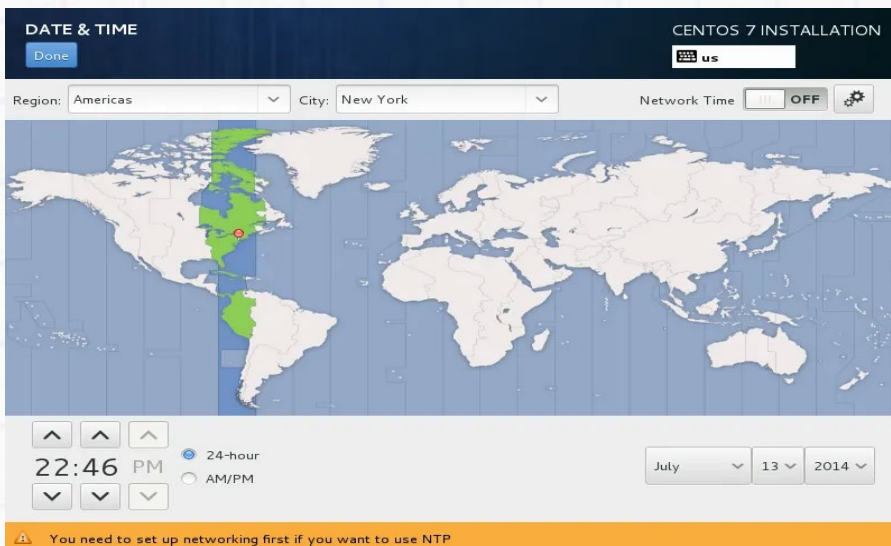 DATE & TIME
Done
CENTOS 7 INSTALLATION
us
Region: Americas City: New York Network Time OFF
22:46 PM
24-hour
AM/PM
July 13 2014
You need to set up networking first if you want to use NTP